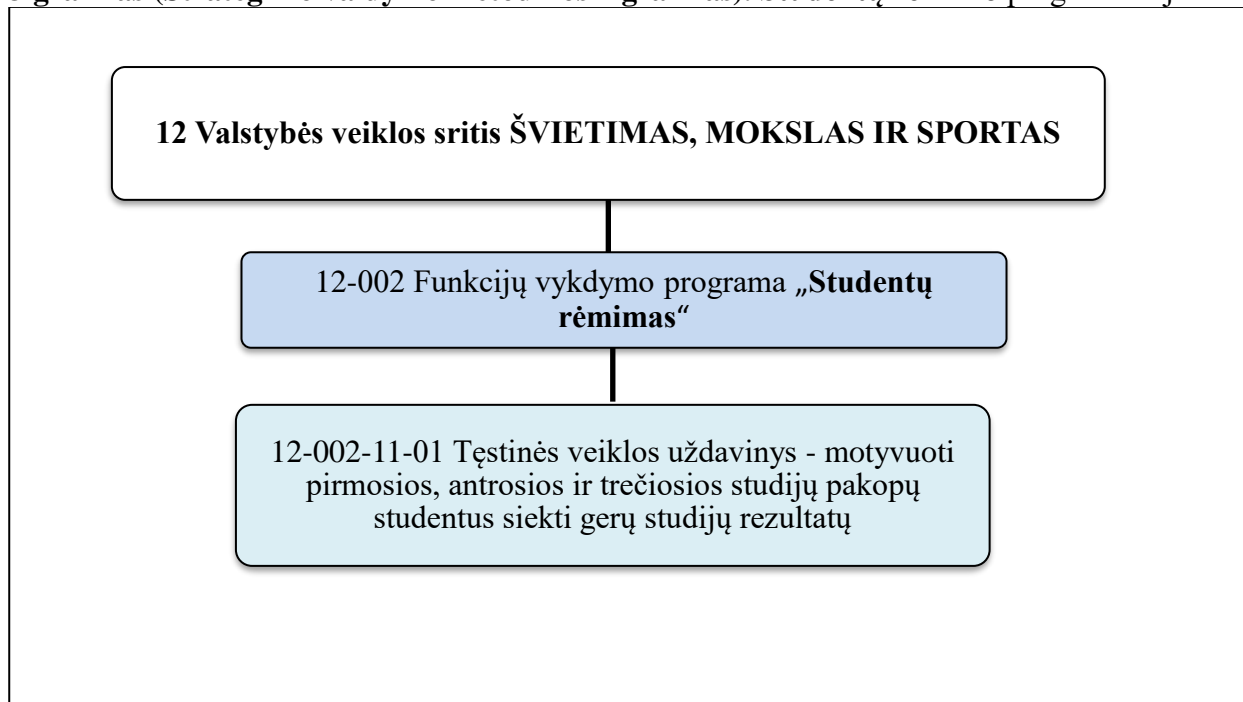 12 Valstybės veiklos sritis ŠVIETIMAS, MOKSLAS IR SPORTAS
12-002 Funkcijų vykdymo programa „Studentų
rėmimas“
12-002-11-01 Tęstinės veiklos uždavinys - motyvuoti
pirmosios, antrosios ir trečiosios studijų pakopų
studentus siekti gerų studijų rezultatų